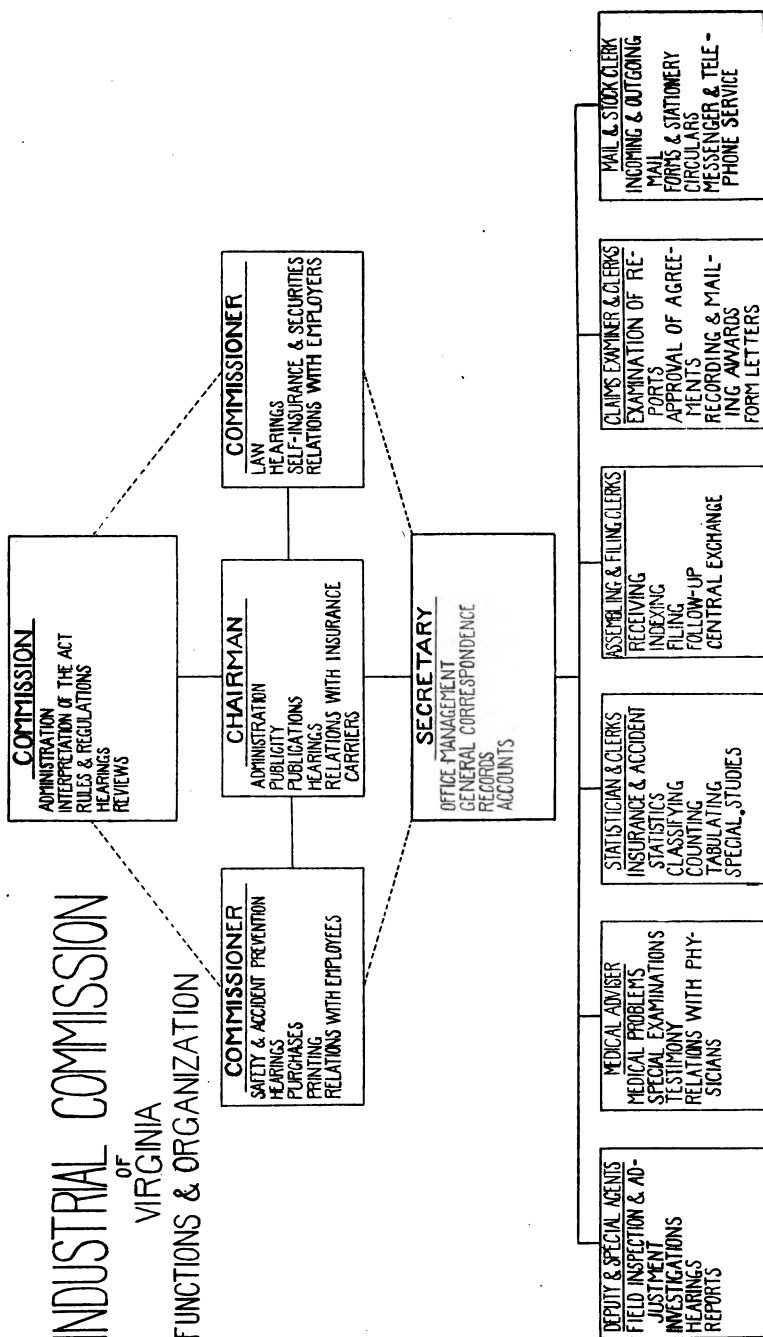 INDUSTRIAL COMMISSION
OF
VIRGINIA
FUNCTIONS & ORGANIZATION
COMMISSION
ADMINISTRATION
INTERPRETATION OF THE ACT
RULES & REGULATIONS
HEARINGS
REVIEWS
COMMISSIONER
SAFETY & ACCIDENT PREVENTION
HEARINGS
PURCHASES
PRINTING
RELATIONS WITH EMPLOYEES
CHAIRMAN
ADMINISTRATION
PUBLICITY
PUBLICATIONS
HEARINGS
RELATIONS WITH INSURANCE
CARRIERS
COMMISSIONER
LAW
HEARINGS
SELF-INSURANCE & SECURITIES
RELATIONS WITH EMPLOYERS
SECRETARY
OFFICE MANAGEMENT
GENERAL CORRESPONDENCE
RECORDS
ACCOUNTS
DEPUTY & SPECIAL AGENTS
FIELD INSPECTION & AD-
JUSTMENT
INVESTIGATIONS
HEARINGS
REPORTS
MEDICAL ADVISER
MEDICAL PROBLEMS
SPECIAL EXAMINATIONS
TESTIMONY
RELATIONS WITH PHY-
SICIANS
STATISTICIAN & CLERKS
INSURANCE & ACCIDENT
STATISTICS
CLASSIFYING
COUNTING
TABULATING
SPECIAL STUDIES
ASSEMBLING & FILING CLERKS
RECEIVING
INDEXING
FILING
FOLLOW-UP
CENTRAL EXCHANGE
CLAIMS EXAMINER & CLERKS
EXAMINATION OF RE-
PORTS
APPROVAL OF AGREE-
MENTS
RECORDING & MAIL-
ING AWARDS
FORM LETTERS
MAIL & STOCK CLERK
INCOMING & OUTGOING
MAIL
FORMS & STATIONERY
CIRCULARS
MESSENGER & TELE-
PHONE SERVICE